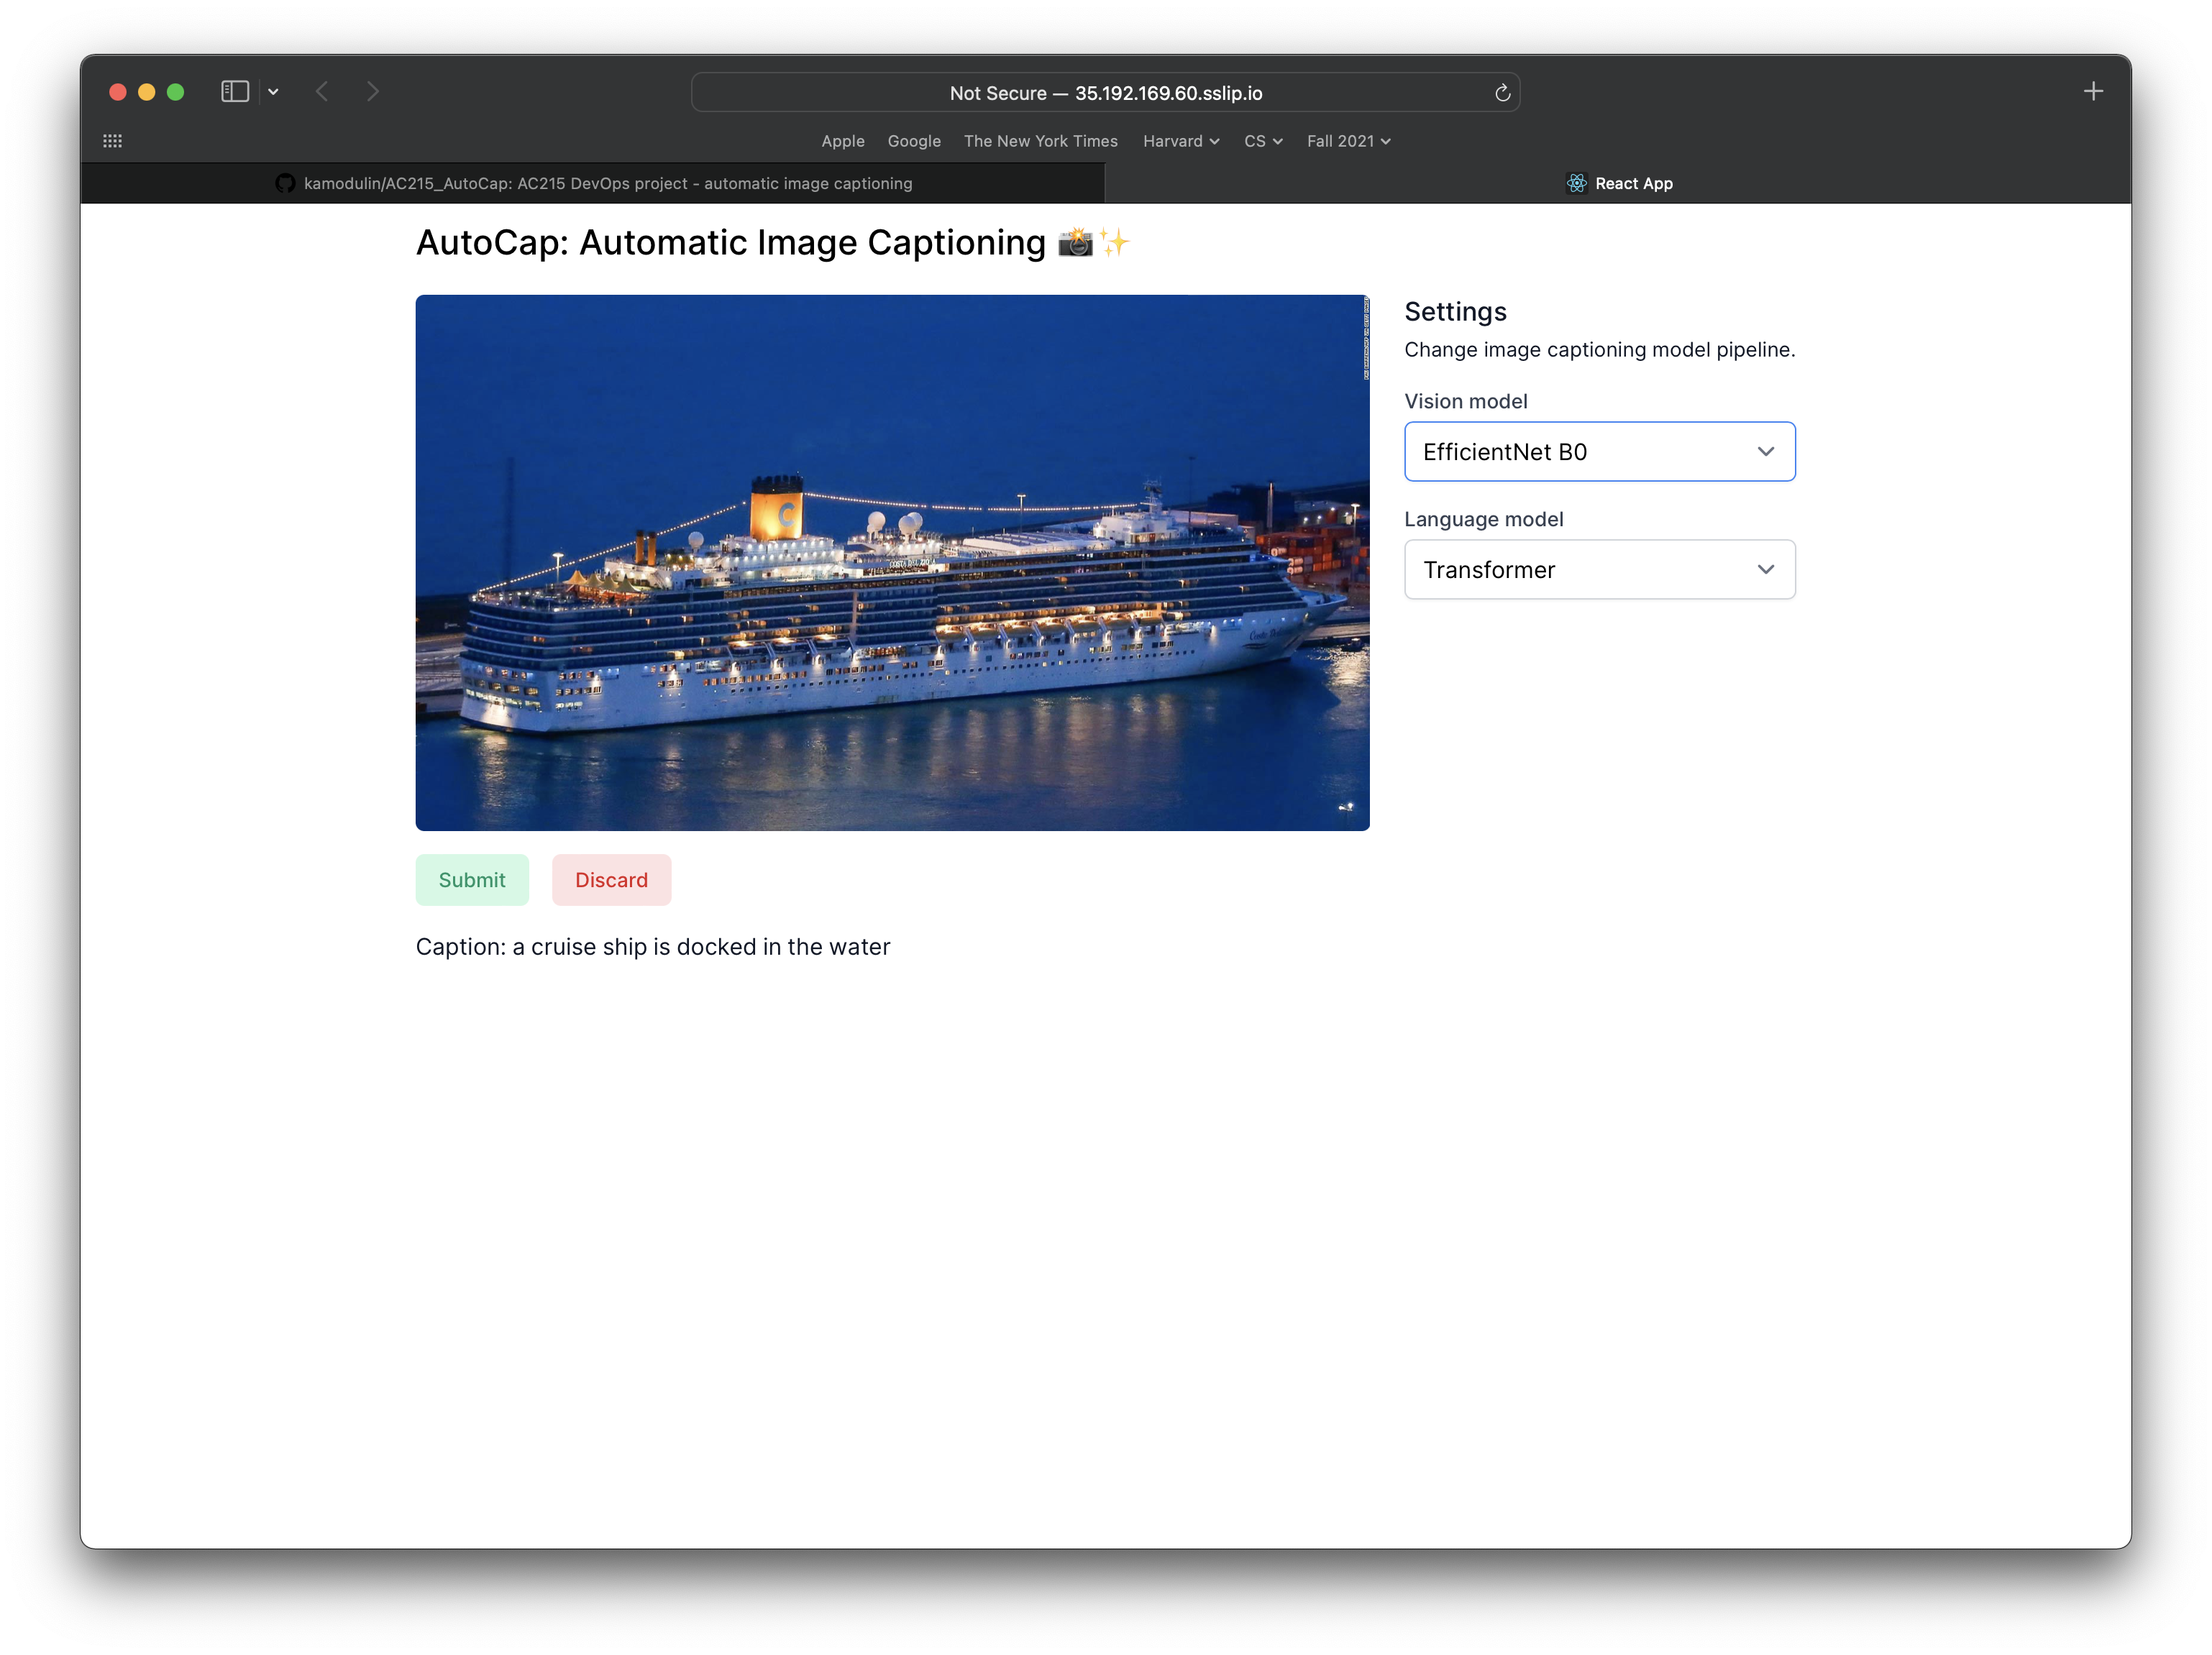 Not Secure — 35.192.169.60.sslip.io
Apple Google The New York Times Harvard CS Fall 2021
kamodulin/AC215_AutoCap: AC215 DevOps project - automatic image captioning
React App
AutoCap: Automatic Image Captioning 📸✨
C
Settings
Change image captioning model pipeline.
Vision model
EfficientNet B0
Language model
Transformer
Submit Discard
Caption: a cruise ship is docked in the water